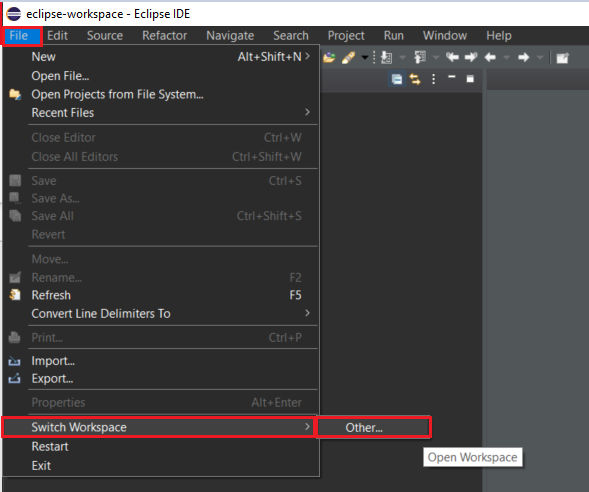 eclipse-workspace - Eclipse IDE
File Edit Source Refactor Navigate Search Project Run Window Help
New Alt+Shift+N
Open File...
Open Projects from File System...
Recent Files
Close Editor Ctrl+W
Close All Editors Ctrl+Shift+W
Save Ctrl+S
Save As...
Save All Ctrl+Shift+S
Revert
Move...
Rename... F2
Refresh F5
Convert Line Delimiters To
Print... Ctrl+P
Import...
Export...
Properties Alt+Enter
Switch Workspace Other...
Restart
Open Workspace
Exit